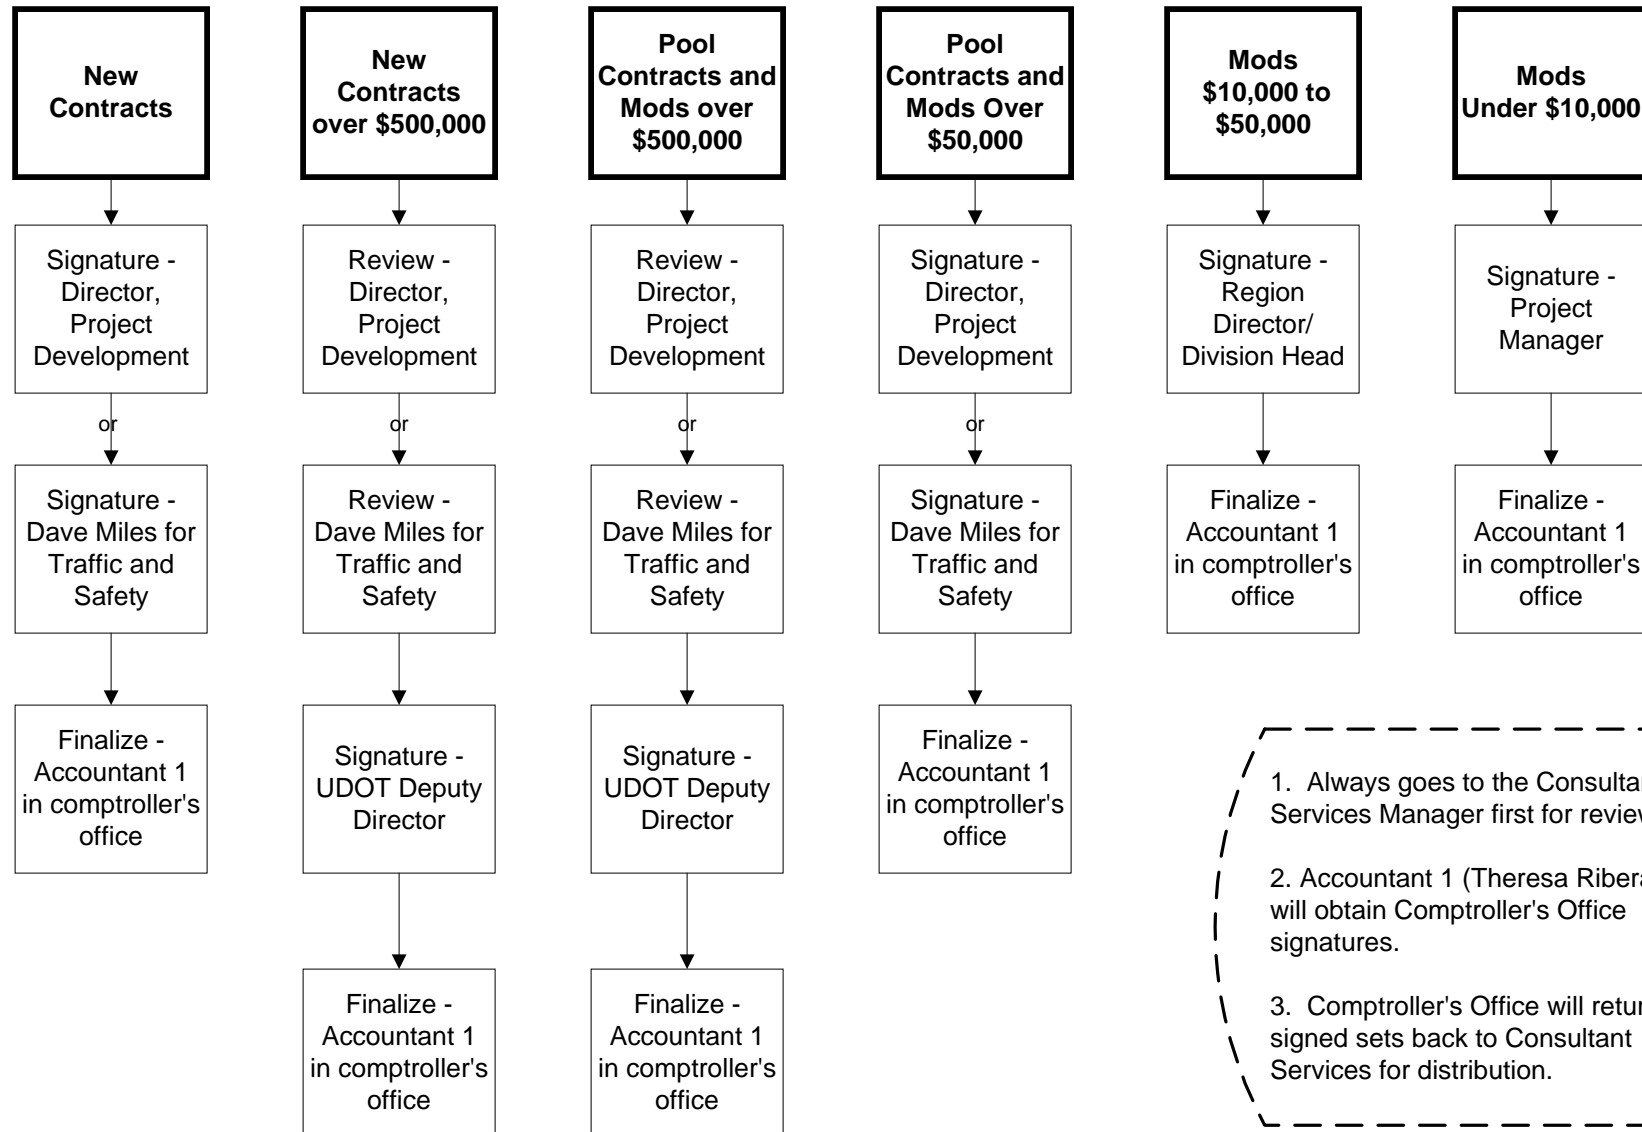 New
Contracts
New
Contracts
over $500,000
Pool
Contracts and
Mods over
$500,000
Pool
Contracts and
Mods Over
$50,000
Mods
$10,000 to
$50,000
Mods
Under $10,000
Signature -
Director,
Project
Development
Review -
Director,
Project
Development
Review -
Director,
Project
Development
Signature -
Director,
Project
Development
Signature -
Region
Director/
Division Head
Signature -
Project
Manager
or
or
or
or
Signature -
Dave Miles for
Traffic and
Safety
Review -
Dave Miles for
Traffic and
Safety
Review -
Dave Miles for
Traffic and
Safety
Signature -
Dave Miles for
Traffic and
Safety
Finalize -
Accountant 1
in comptroller's
office
Finalize -
Accountant 1
in comptroller's
office
Finalize -
Accountant 1
in comptroller's
office
Signature -
UDOT Deputy
Director
Signature -
UDOT Deputy
Director
Finalize -
Accountant 1
in comptroller's
office
Finalize -
Accountant 1
in comptroller's
office
Finalize -
Accountant 1
in comptroller's
office
1. Always goes to the
Services Manager first for
2. Accountant 1 (Theresa
will obtain Comptroller's Office
signatures.
3. Comptroller's Office will
signed sets back to Consultant
Services for distribution.